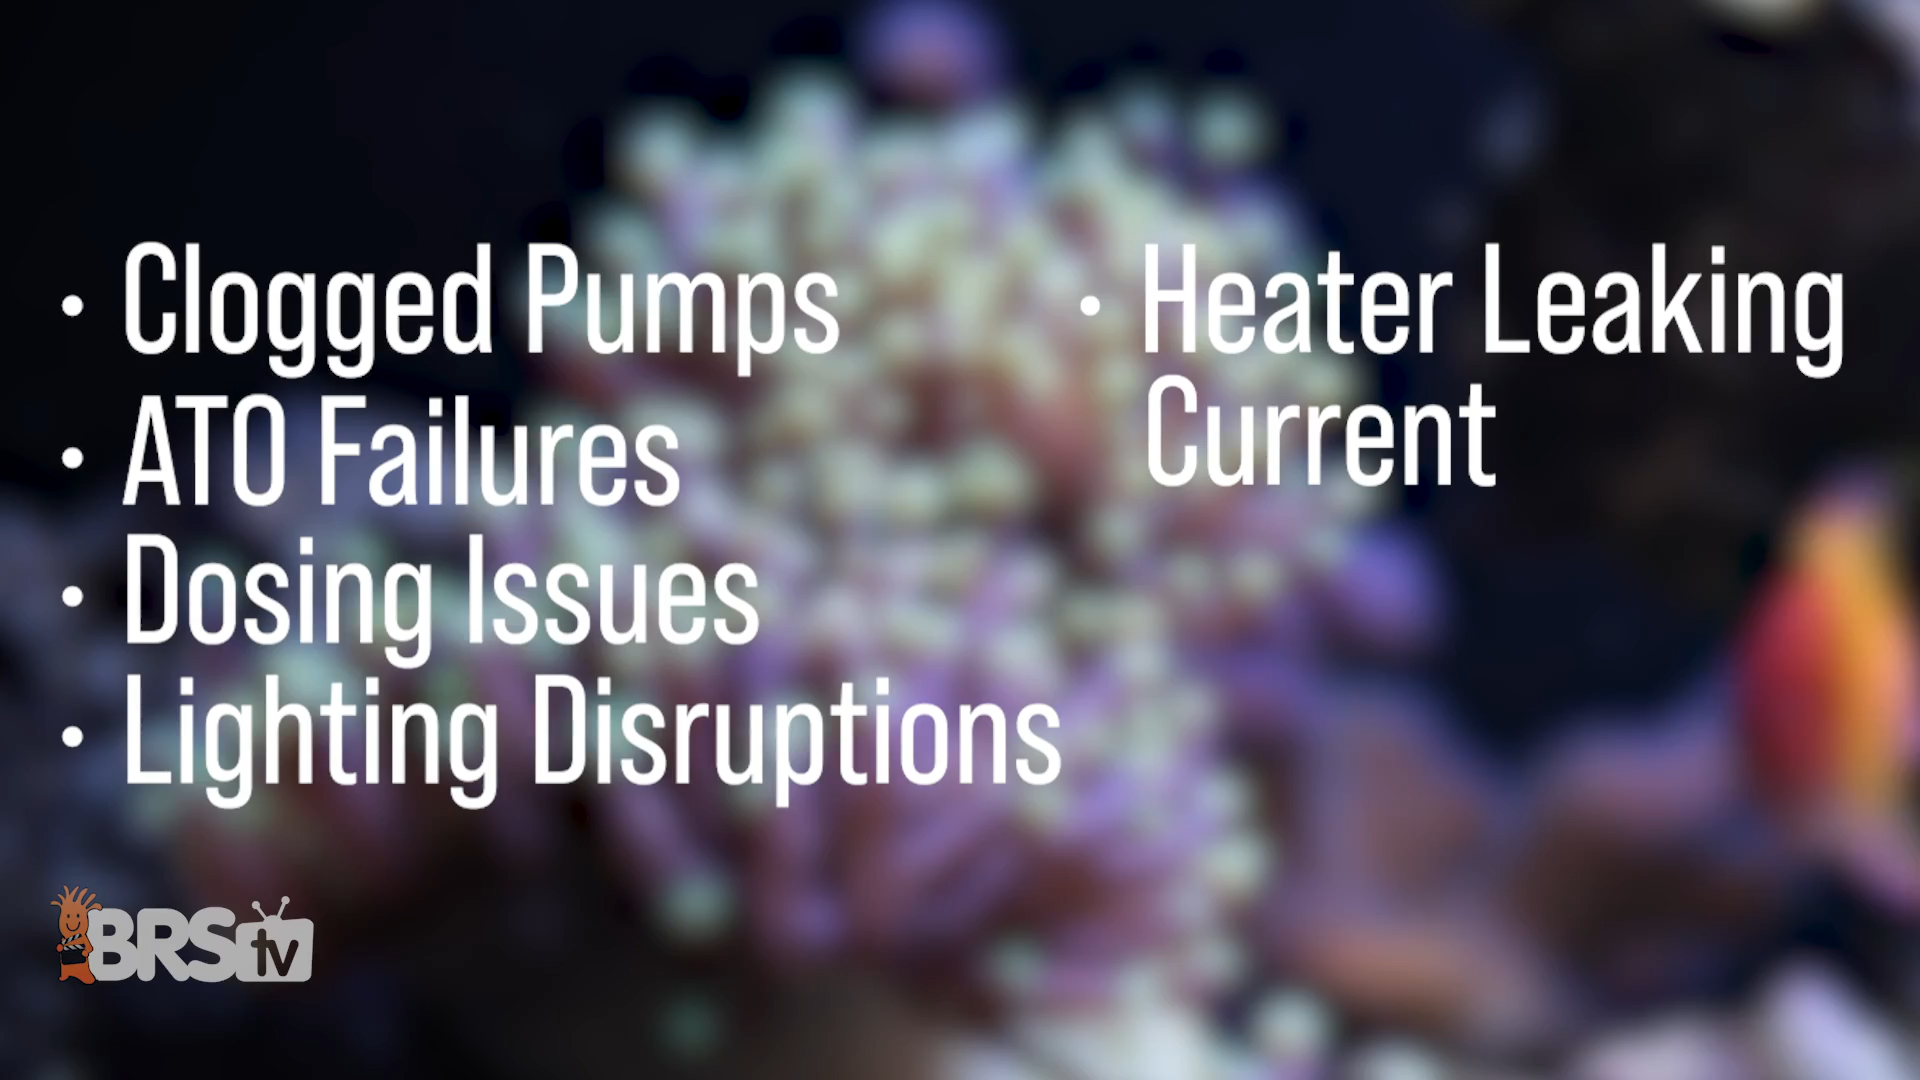 • Clogged Pumps
• ATO Failures
• Dosing Issues
• Lighting Disruptions
• Heater Leaking
Current
BRStv